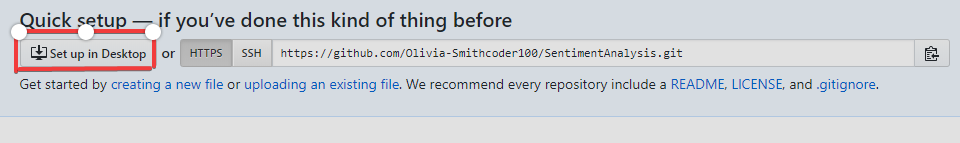 Quick setup — if you’ve done this kind of thing before
Set up in Desktop or HTTPS SSH https://github.com/Olivia-Smithcoder100/SentimentAnalysis.git
Get started by creating a new file or uploading an existing file. We recommend every repository include a README, LICENSE, and .gitignore.